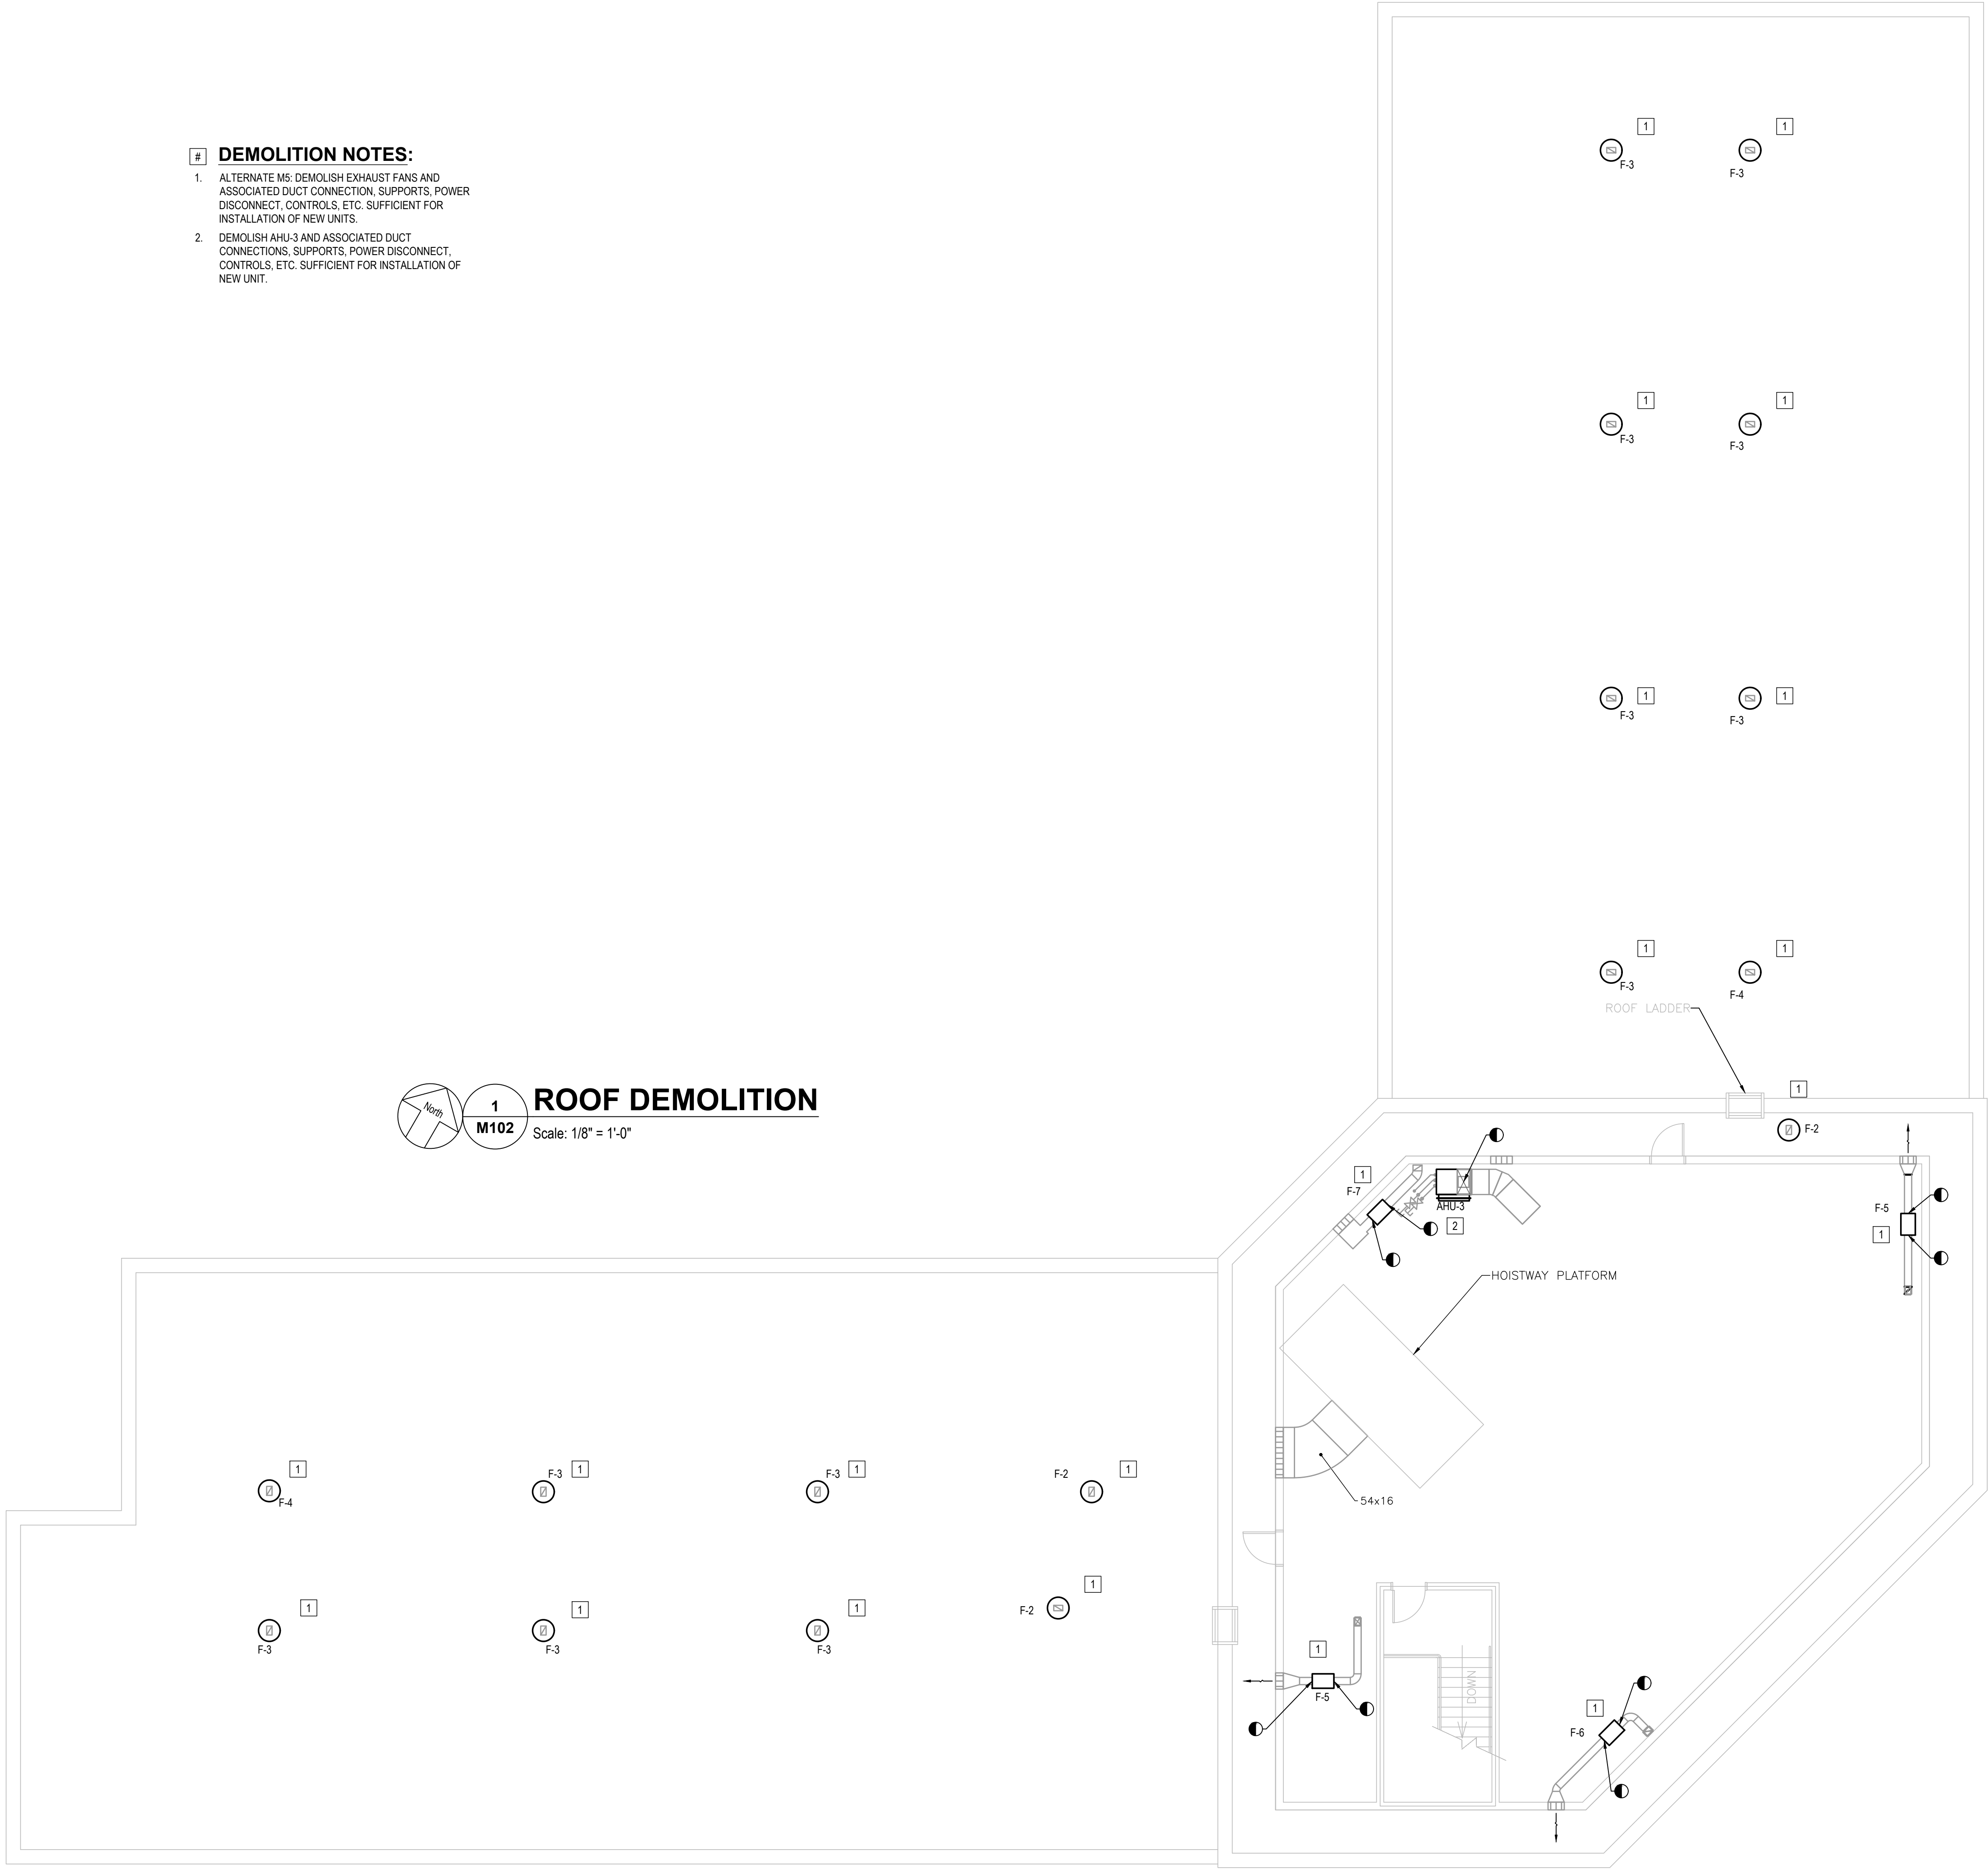 1 1
F-3
F-3
# DEMOLITION NOTES:
1. ALTERNATE M5: DEMOLISH EXHAUST FANS AND
ASSOCIATED DUCT CONNECTION, SUPPORTS, POWER
DISCONNECT, CONTROLS, ETC. SUFFICIENT FOR
INSTALLATION OF NEW UNITS.
2. DEMOLISH AHU-3 AND ASSOCIATED DUCT
CONNECTIONS, SUPPORTS, POWER DISCONNECT,
CONTROLS, ETC. SUFFICIENT FOR INSTALLATION OF
NEW UNIT.
1 1
F-3
F-3
1 1
F-3
F-3
1 1
F-3
F-4
ROOF LADDER
North
1
M102
ROOF DEMOLITION
Scale: 1/8" = 1'-0"
1
F-2
1
F-7
AHU-3
2
F-5
1
HOISTWAY PLATFORM
54x16
1
F-4
F-3 1
F-3 1
F-2 1
1
F-3
1
F-3
1
F-3
1
F-2
1
F-5
DOWN
1
F-6